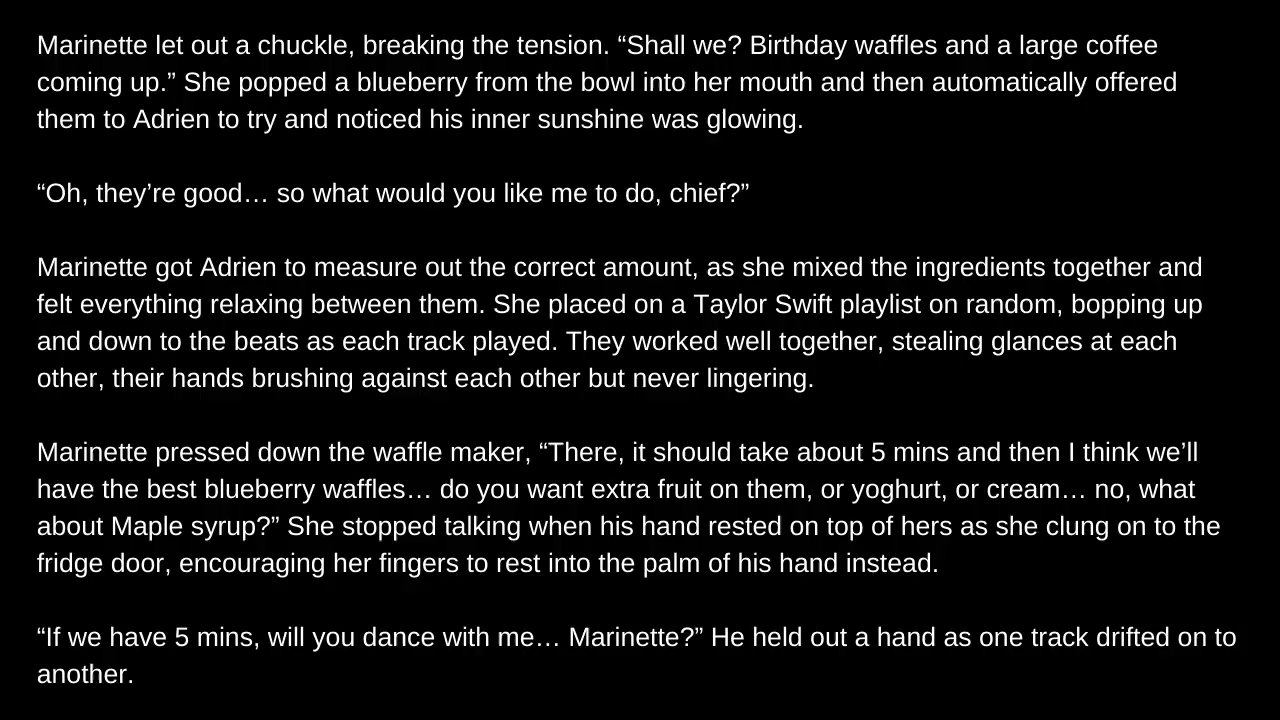 Marinette let out a chuckle, breaking the tension. “Shall we? Birthday waffles and a large coffee
coming up.” She popped a blueberry from the bowl into her mouth and then automatically offered
them to Adrien to try and noticed his inner sunshine was glowing.
“Oh, they’re good… so what would you like me to do, chief?”
Marinette got Adrien to measure out the correct amount, as she mixed the ingredients together and
felt everything relaxing between them. She placed on a Taylor Swift playlist on random, bopping up
and down to the beats as each track played. They worked well together, stealing glances at each
other, their hands brushing against each other but never lingering.
Marinette pressed down the waffle maker, “There, it should take about 5 mins and then I think we’ll
have the best blueberry waffles… do you want extra fruit on them, or yoghurt, or cream… no, what
about Maple syrup?” She stopped talking when his hand rested on top of hers as she clung on to the
fridge door, encouraging her fingers to rest into the palm of his hand instead.
“If we have 5 mins, will you dance with me… Marinette?” He held out a hand as one track drifted on to
another.